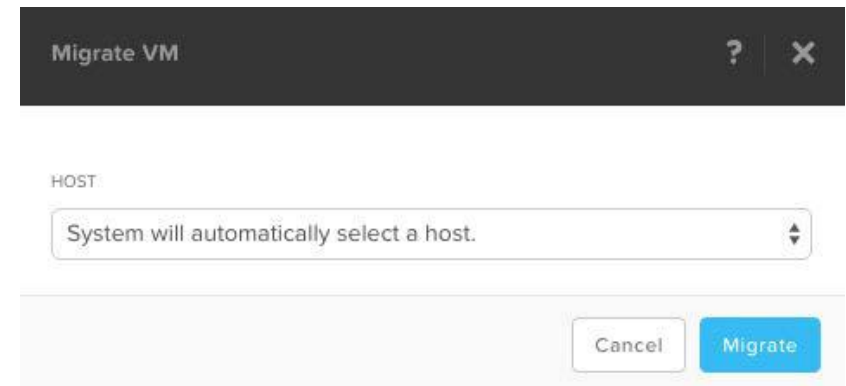 Migrate VM ? ×
HOST
System will automatically select a host.
Cancel Migrate